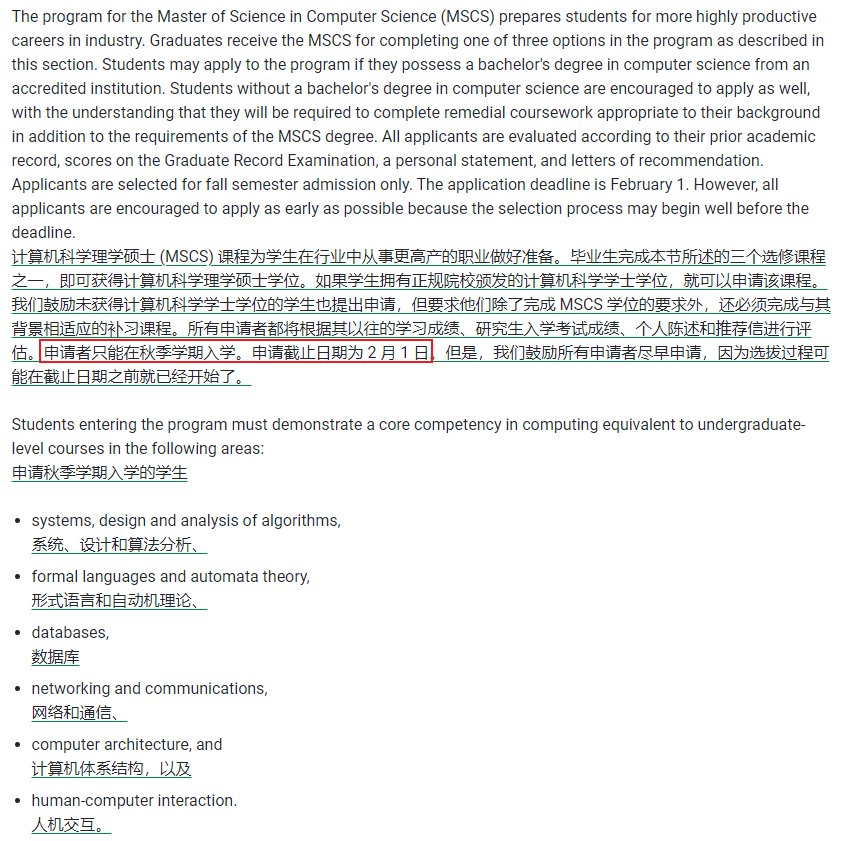 The program for the Master of Science in Computer Science (MSCS) prepares students for more highly productive
careers in industry. Graduates receive the MSCS for completing one of three options in the program as described in
this section. Students may apply to the program if they possess a bachelor's degree in computer science from an
accredited institution. Students without a bachelor's degree in computer science are encouraged to apply as well,
with the understanding that they will be required to complete remedial coursework appropriate to their background
in addition to the requirements of the MSCS degree. All applicants are evaluated according to their prior academic
record, scores on the Graduate Record Examination, a personal statement, and letters of recommendation.
Applicants are selected for fall semester admission only. The application deadline is February 1. However, all
applicants are encouraged to apply as early as possible because the selection process may begin well before the
deadline.
计算机科学理学硕士 (MSCS) 课程为学生在行业中从事更高产的职业做好准备。毕业生完成本节所述的三个选修课程
之一，即可获得计算机科学理学硕士学位。如果学生拥有正规院校颁发的计算机科学学士学位，就可以申请该课程。
我们鼓励未获得计算机科学学士学位的学生也提出申请，但要求他们除了完成 MSCS 学位的要求外，还必须完成与其
背景相适应的补习课程。所有申请者都将根据其以往的学习成绩、研究生入学考试成绩、个人陈述和推荐信进行评
估。申请者只能在秋季学期入学。申请截止日期为 2 月 1 日。但是，我们鼓励所有申请者尽早申请，因为选拔过程可
能在截止日期之前就已经开始了。
Students entering the program must demonstrate a core competency in computing equivalent to undergraduate-
level courses in the following areas:
申请秋季学期入学的学生
• systems, design and analysis of algorithms,
系统、设计和算法分析、
• formal languages and automata theory,
形式语言和自动机理论、
• databases,
数据库
• networking and communications,
网络和通信、
• computer architecture, and
计算机体系结构，以及
• human-computer interaction.
人机交互。